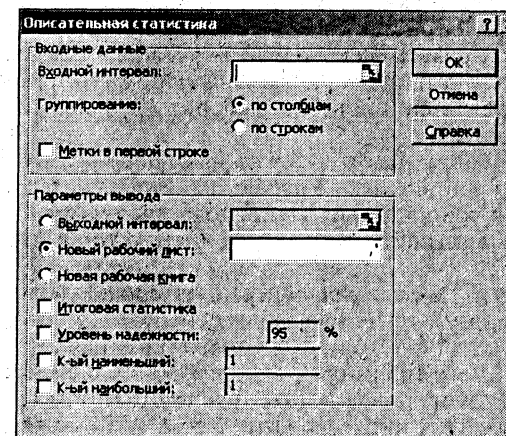 Описательная статистика
Входные данные
Входной интервал:
Группирование:
по столбцам
по строкам
Метки в первой строке
ОК
Отмена
Справка
Параметры вывода
Выходной интервал:
Новый рабочий лист:
Новая рабочая книга
Итоговая статистика
Уровень надежности: 95 %
К-ый наименьший: 1
К-ый наибольший: 1